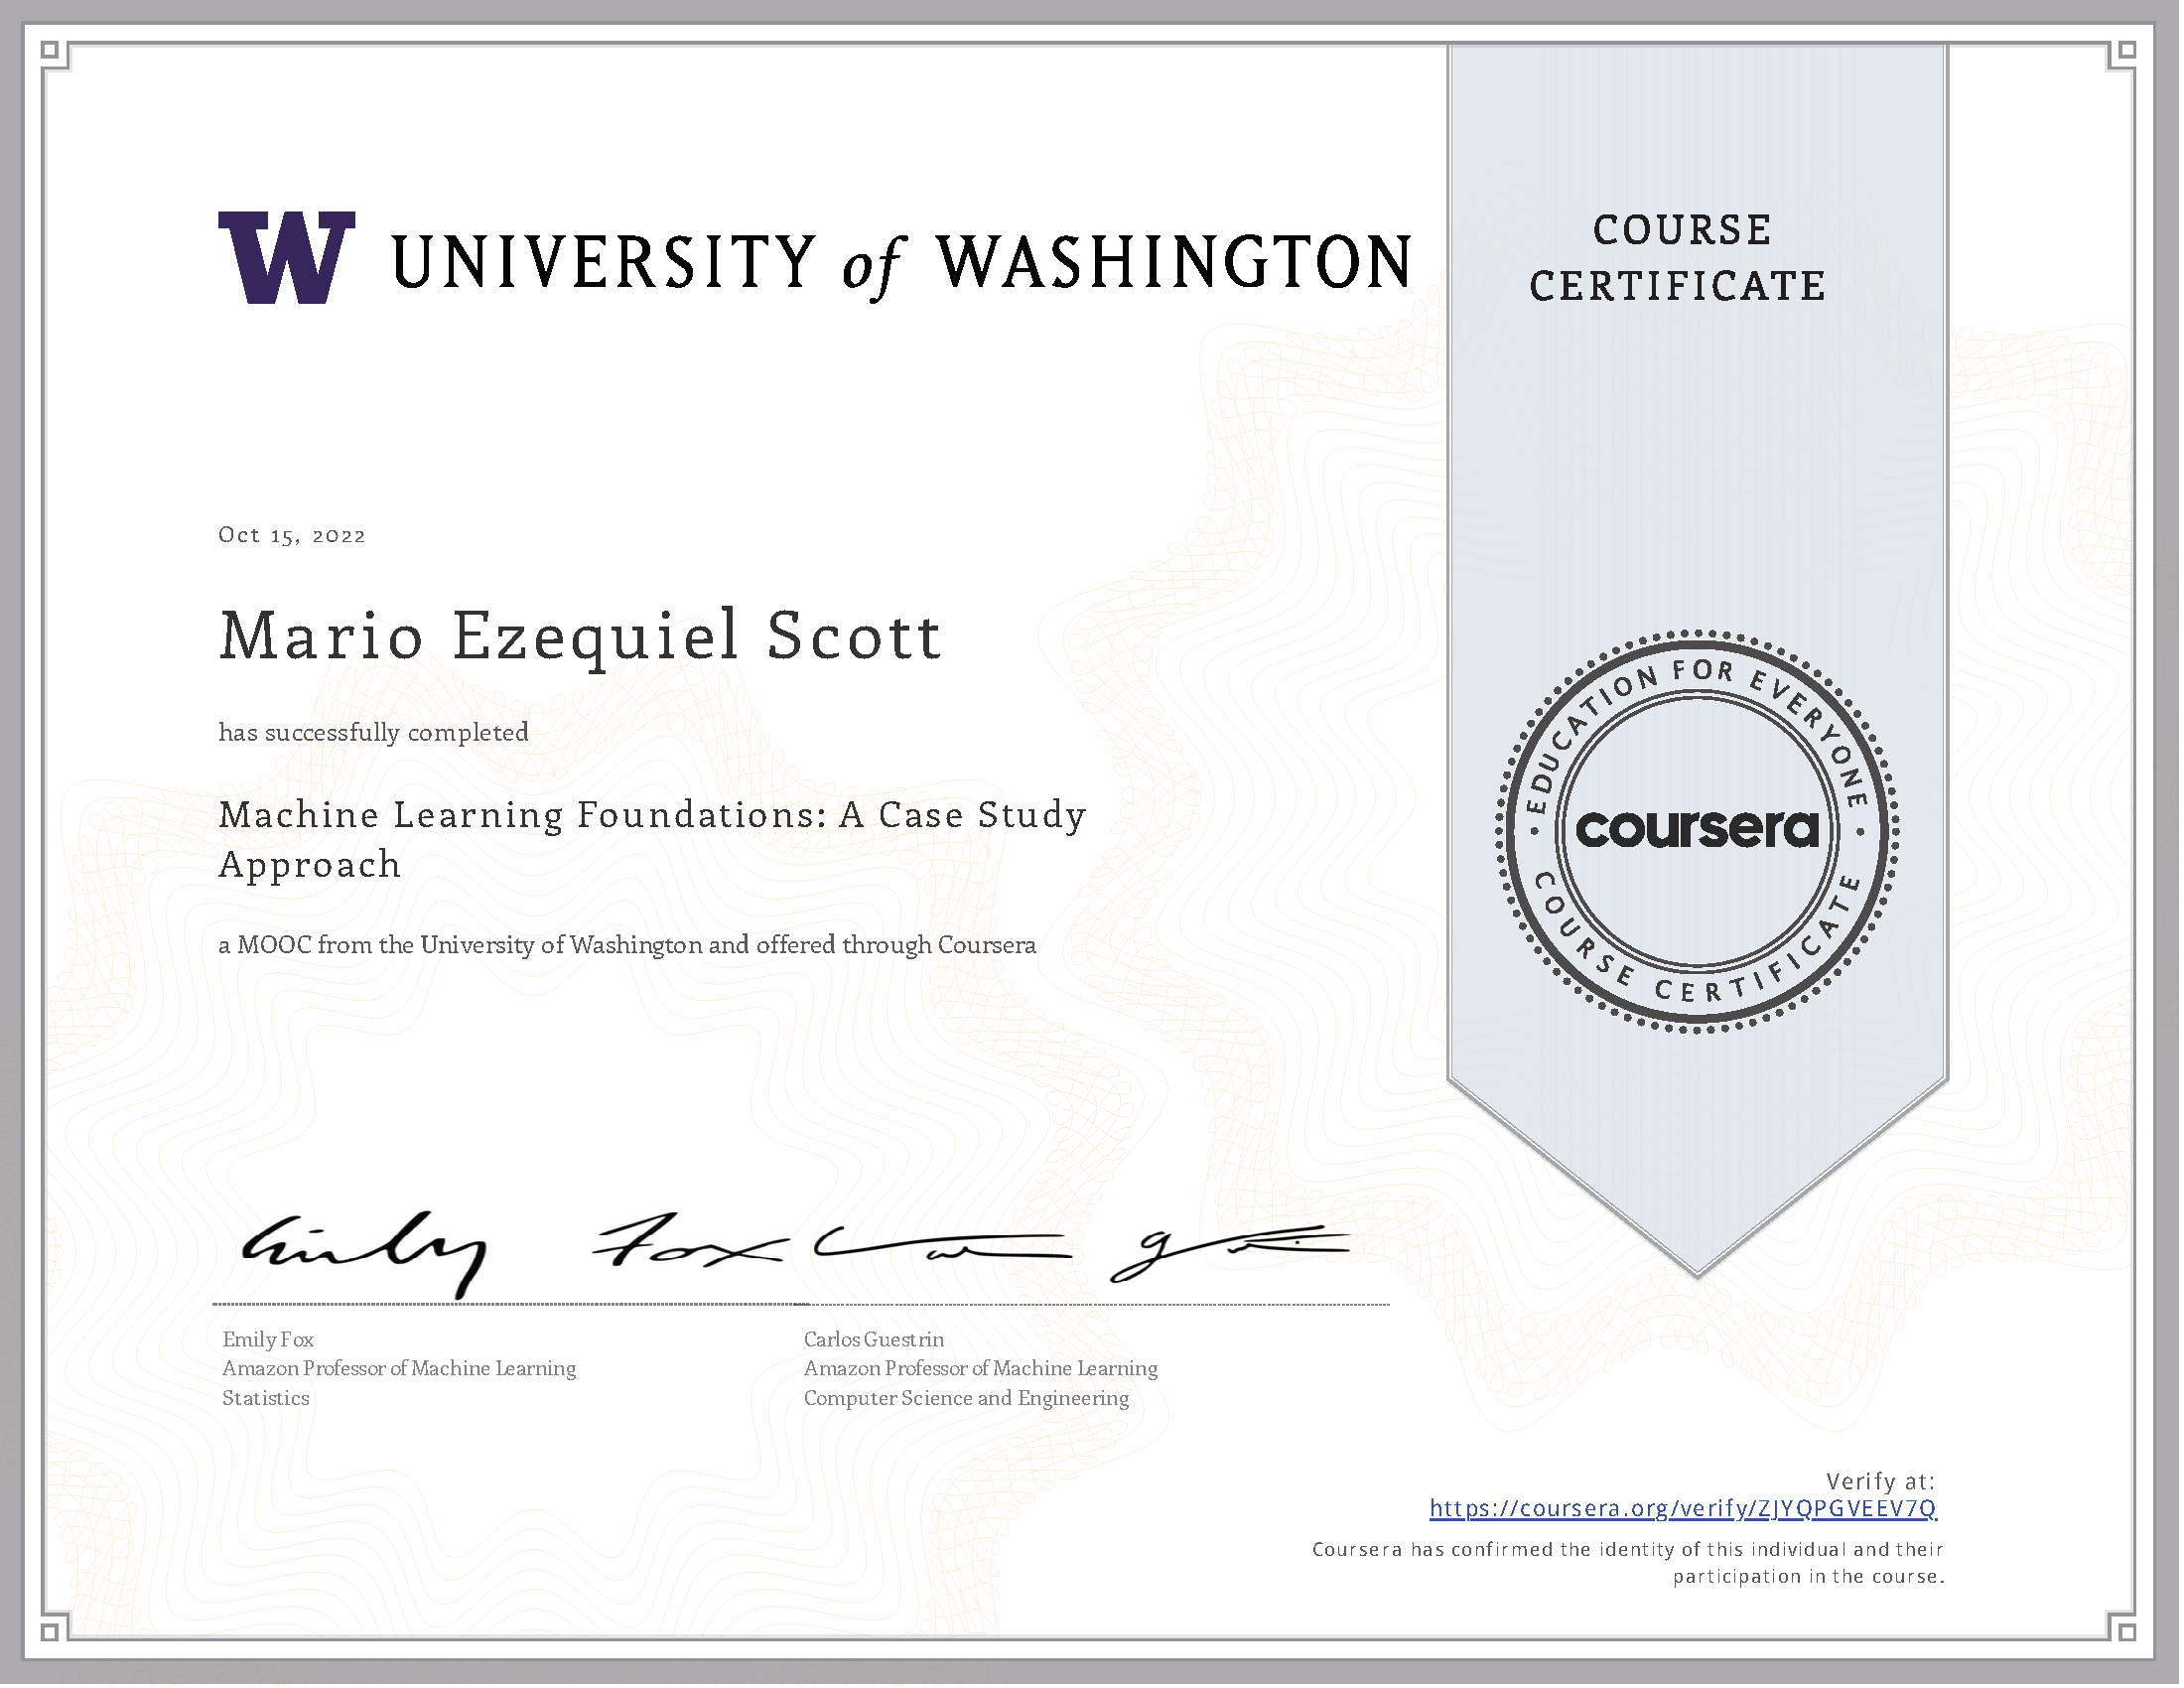 W UNIVERSITY of WASHINGTON
COURSE
CERTIFICATE
Oct 15, 2022
Mario Ezequiel Scott
has successfully completed
Machine Learning Foundations: A Case Study
Approach
a MOOC from the University of Washington and offered through Coursera
EDUCATION FOR EVERYONE
coursera
COURSE CERTIFICATE
Emily Fox
Emily Fox
Amazon Professor of Machine Learning
Statistics
Carlos Guestrin
Amazon Professor of Machine Learning
Computer Science and Engineering
Verify at:
https://coursera.org/verify/ZJYQPGVEEV7Q
Coursera has confirmed the identity of this individual and their
participation in the course.